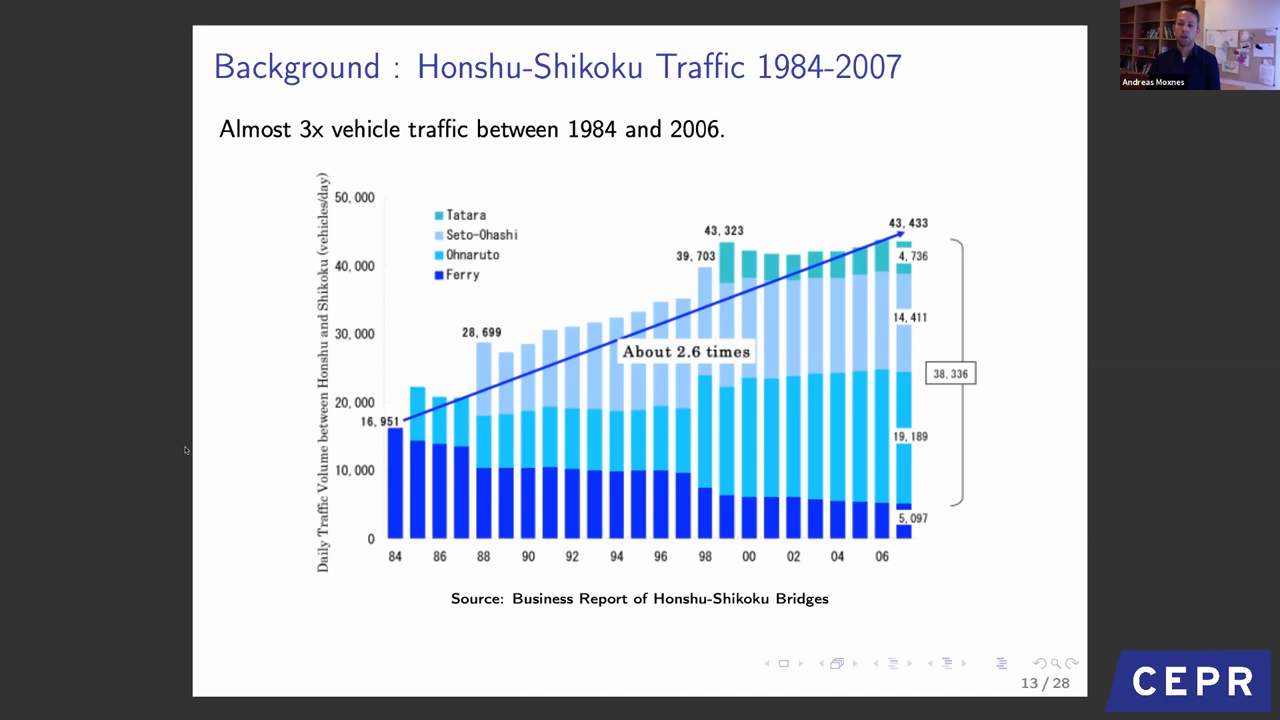 Background : Honshu-Shikoku Traffic 1984-2007
Andreas Moxnes
Almost 3x vehicle traffic between 1984 and 2006.
Daily Traffic Volume between Honshu and Shikoku (vehicles/day)
50,000
40,000
30,000
20,000
10,000
0
Tatara
Seto-Ohashi
Ohnaruto
Ferry
16,951
28,699
39,703
43,323
43,433
About 2.6 times
4,736
14,411
38,336
19,189
5,097
84 86 88 90 92 94 96 98 00 02 04 06
Source: Business Report of Honshu-Shikoku Bridges
13 / 28
CEPR